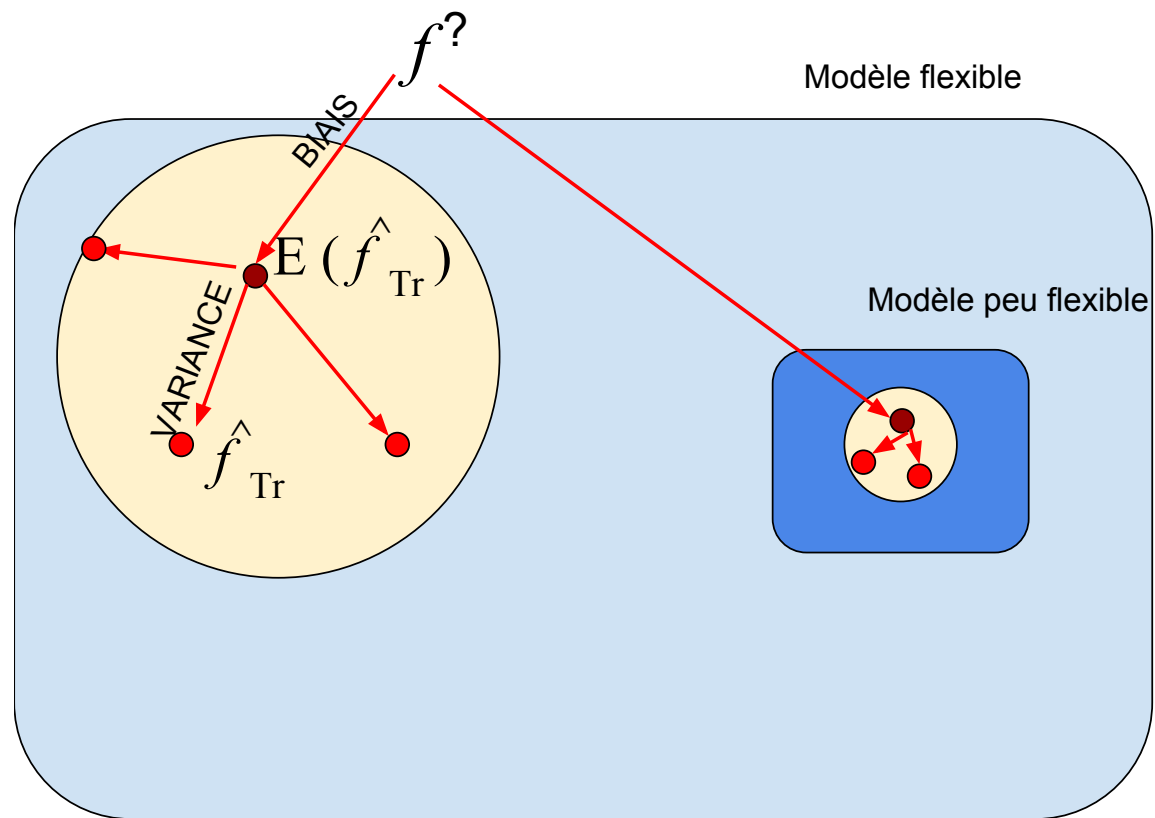 f?
Modèle flexible
BIAIS
E (f̂ Tr)
Modèle peu flexible
VARIANCE
f̂ Tr